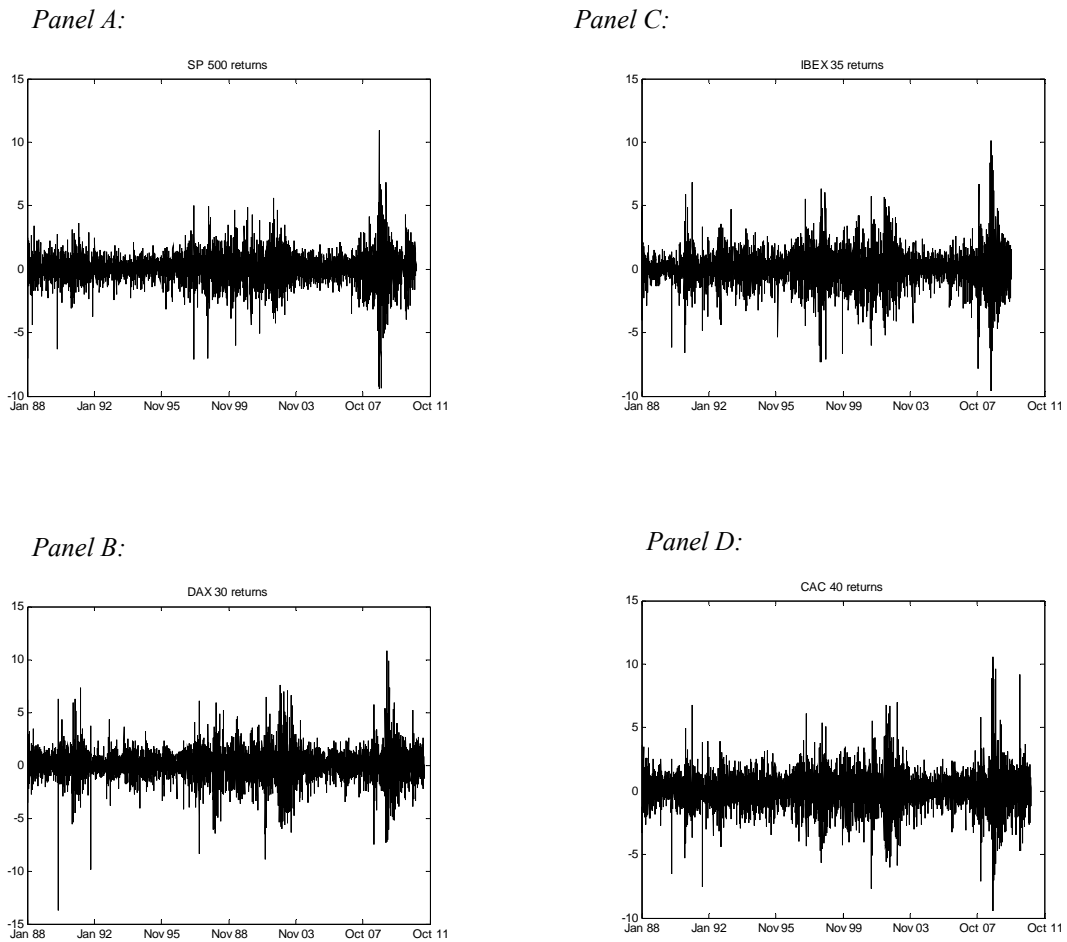 Panel A:
Panel C:
SP 500 returns
15
10
5
0
-5
-10
Jan 88 Jan 92 Nov 95 Nov 99 Nov 03 Oct 07 Oct 11
IBEX 35 returns
15
10
5
0
-5
-10
Jan 88 Jan 92 Nov 95 Nov 99 Nov 03 Oct 07 Oct 11
Panel B:
Panel D:
DAX 30 returns
15
10
5
0
-5
-10
-15
Jan 88 Jan 92 Nov 95 Nov 88 Nov 03 Oct 07 Oct 11
CAC 40 returns
15
10
5
0
-5
-10
Jan 88 Jan 92 Nov 95 Nov 99 Nov 03 Oct 07 Oct 11